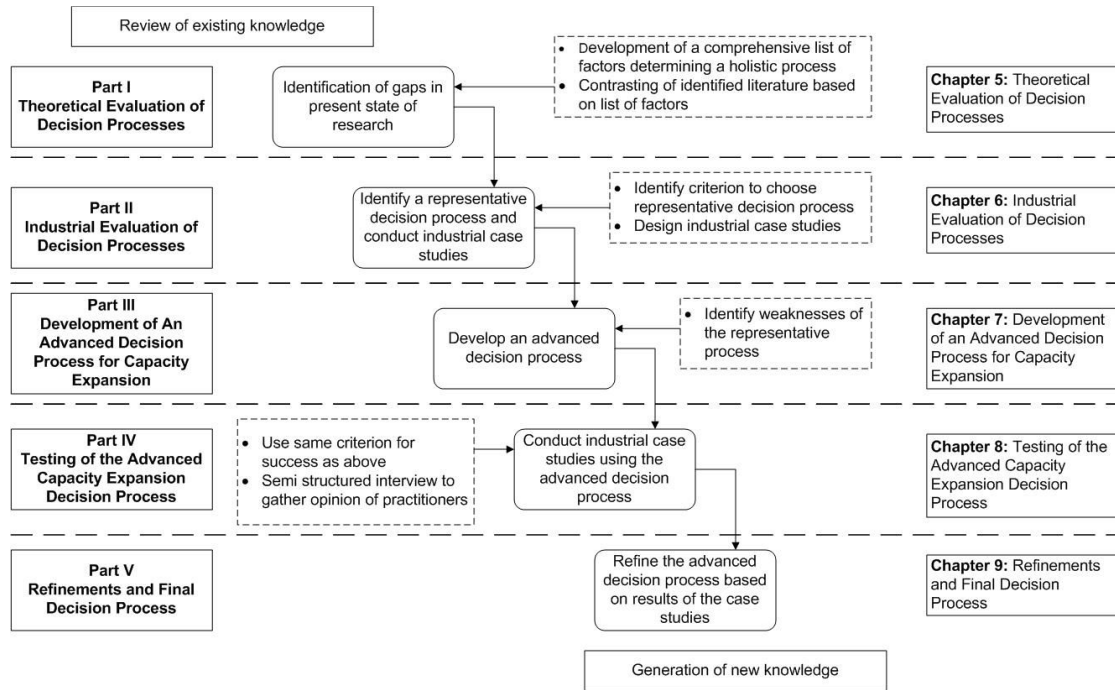 Review of existing knowledge
Part I
Theoretical Evaluation of
Decision Processes
Identification of gaps in
present state of
research
• Development of a comprehensive list of
factors determining a holistic process
• Contrasting of identified literature based
on list of factors
Chapter 5: Theoretical
Evaluation of Decision
Processes
Part II
Industrial Evaluation of
Decision Processes
Identify a representative
decision process and
conduct industrial case
studies
• Identify criterion to choose
representative decision process
• Design industrial case studies
Chapter 6: Industrial
Evaluation of Decision
Processes
Part III
Development of An
Advanced Decision
Process for Capacity
Expansion
Develop an advanced
decision process
• Identify weaknesses of
the representative
process
Chapter 7: Development
of an Advanced Decision
Process for Capacity
Expansion
Part IV
Testing of the Advanced
Capacity Expansion
Decision Process
• Use same criterion for
success as above
• Semi structured interview to
gather opinion of practitioners
Conduct industrial case
studies using the
advanced decision
process
Chapter 8: Testing of
the Advanced Capacity
Expansion Decision
Process
Part V
Refinements and Final
Decision Process
Refine the advanced
decision process based
on results of the case
studies
Chapter 9: Refinements
and Final Decision
Process
Generation of new knowledge